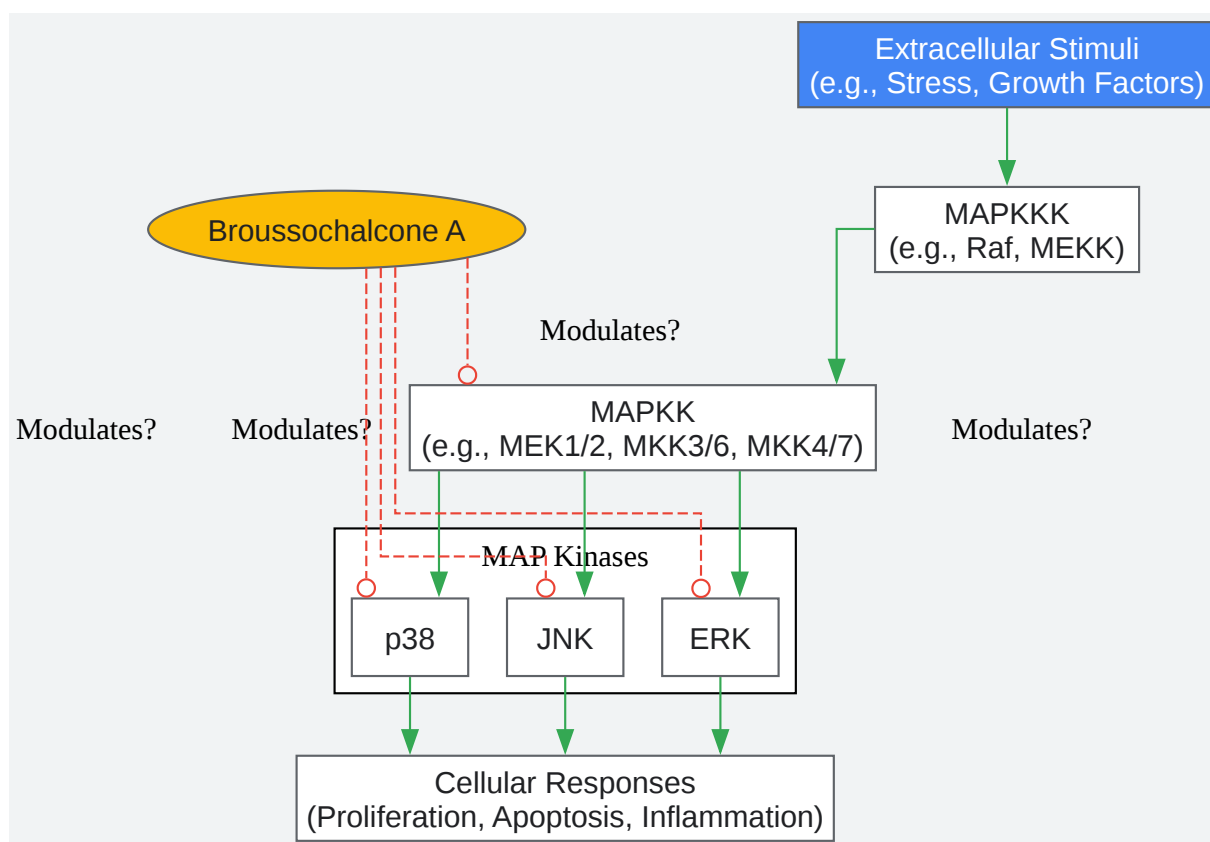 Extracellular Stimuli
(e.g., Stress, Growth Factors)
MAPKKK
(e.g., Raf, MEKK)
Broussochalcone A
Modulates?
Modulates?
Modulates?
MAPKK
(e.g., MEK1/2, MKK3/6, MKK4/7)
Modulates?
MAP Kinases
p38
JNK
ERK
Cellular Responses
(Proliferation, Apoptosis, Inflammation)